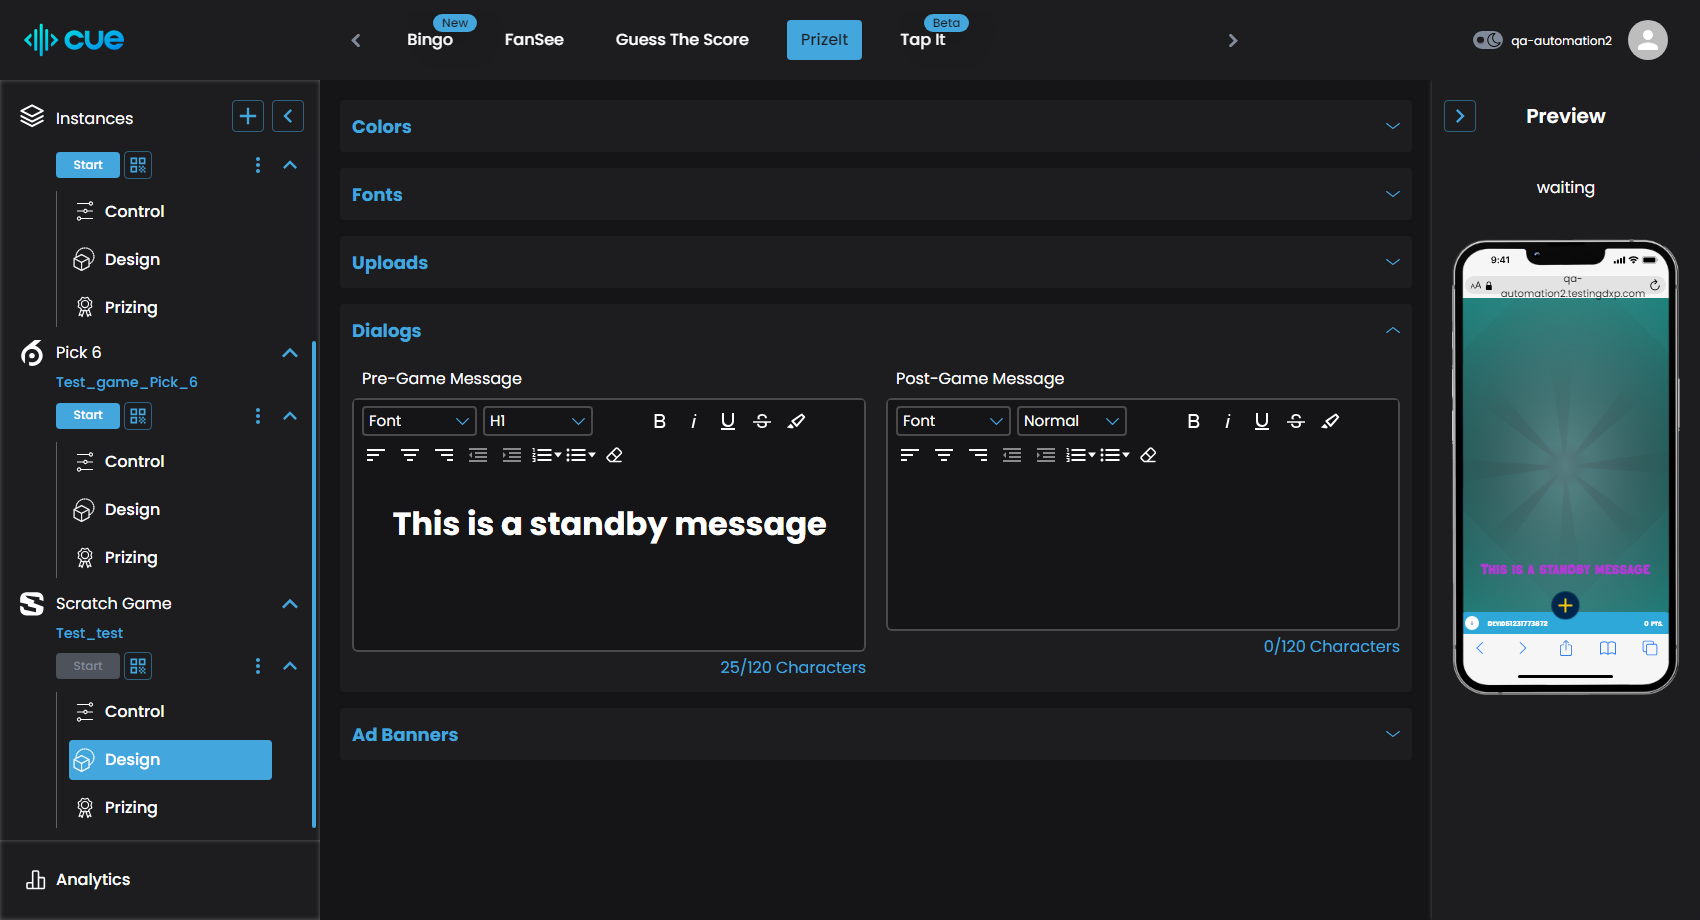 cue
Bingo
New
FanSee
Guess The Score
PrizeIt
Tap It
Beta
qa-automation2
Instances
Start
Control
Design
Prizing
Pick 6
Test_game_Pick_6
Start
Control
Design
Prizing
Scratch Game
Test_test
Start
Control
Design
Prizing
Analytics
Colors
Fonts
Uploads
Dialogs
Pre-Game Message
Font
H1
B i U S
This is a standby message
25/120 Characters
Post-Game Message
Font
Normal
B i U S
0/120 Characters
Ad Banners
Preview
waiting
9:41
AA
qa-
automation2.testingdxp.com
This is a standby message
0 PTS.